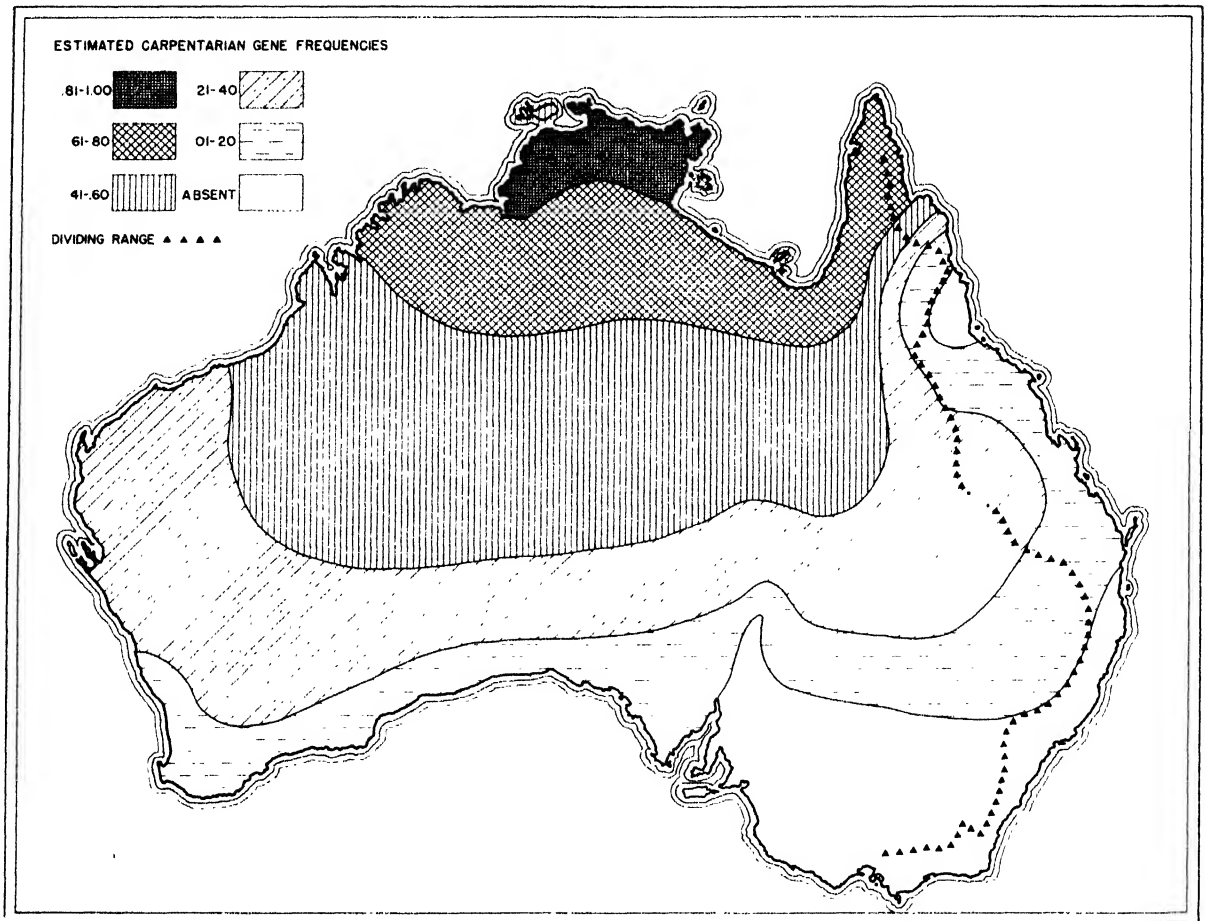 ESTIMATED CARPENTARIAN GENE FREQUENCIES
.81-1.00 21-40
61-80 01-20
41-.60 ABSENT
DIVIDING RANGE